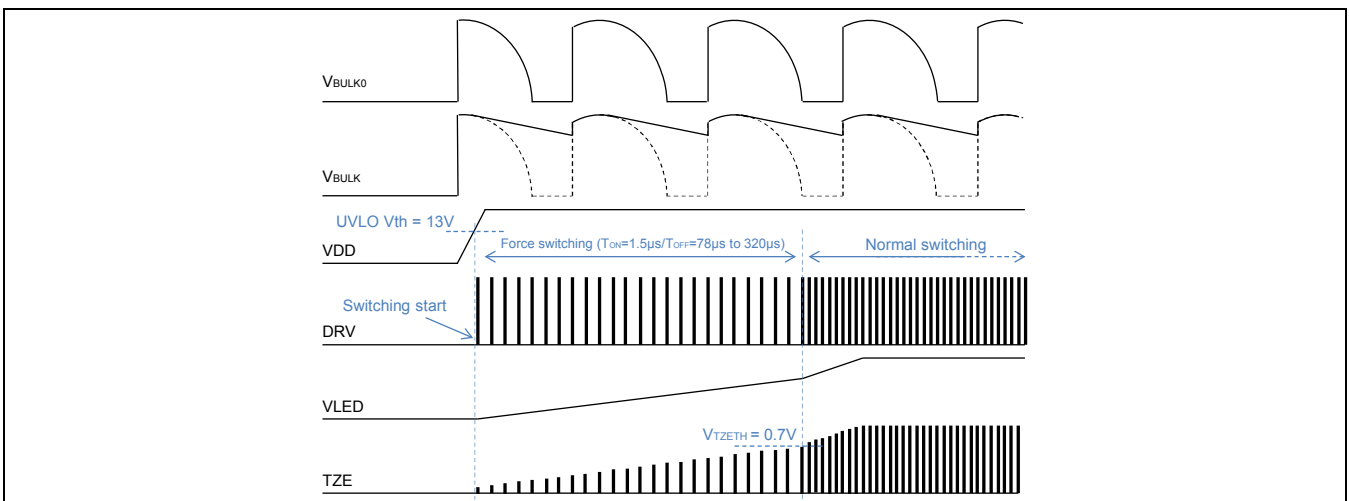 VBULK0
VBULK
UVLO Vth = 13V
VDD
Force switching (TON=1.5µs/TOFF=78µs to 320µs)
Normal switching
Switching start
DRV
VLED
VTZETH = 0.7V
TZE